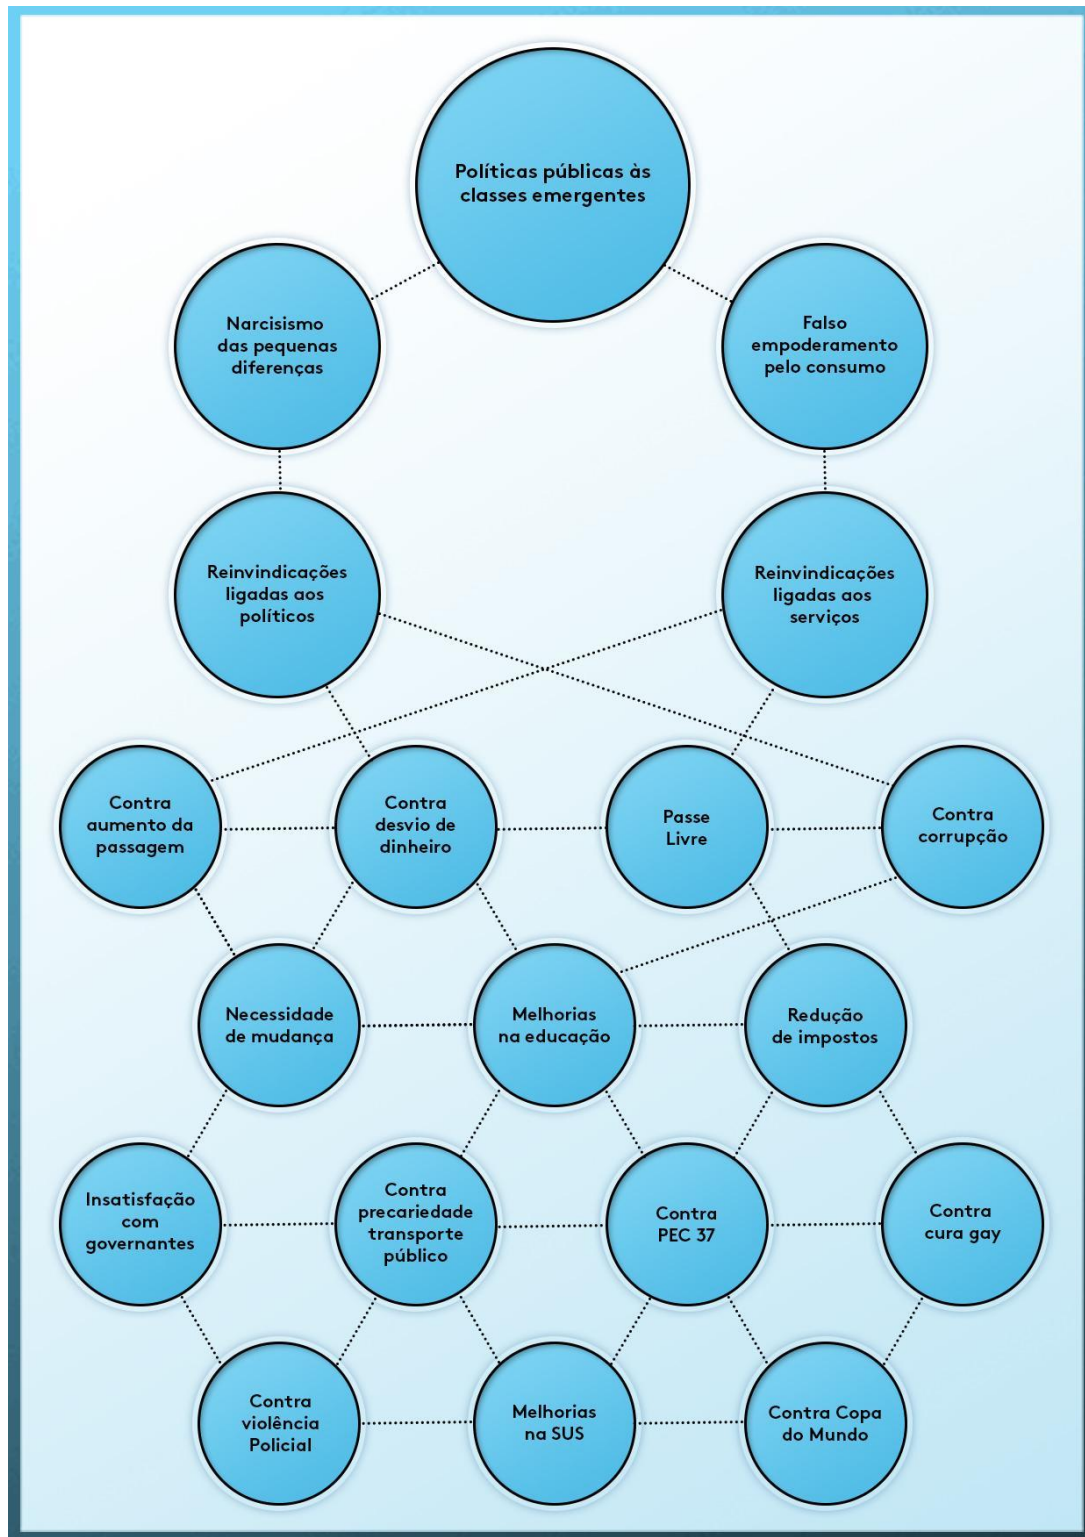 Políticas públicas às
classes emergentes
Narcisismo
das pequenas
diferenças
Falso
empoderamento
pelo consumo
Reinvindicações
ligadas aos
políticos
Reinvindicações
ligadas aos
serviços
Contra
aumento da
passagem
Contra
desvio de
dinheiro
Passe
Livre
Contra
corrupção
Necessidade
de mudança
Melhorias
na educação
Redução
de impostos
Insatisfação
com
governantes
Contra
precariedade
transporte
público
Contra
PEC 37
Contra
cura gay
Contra
violência
Policial
Melhorias
na SUS
Contra Copa
do Mundo